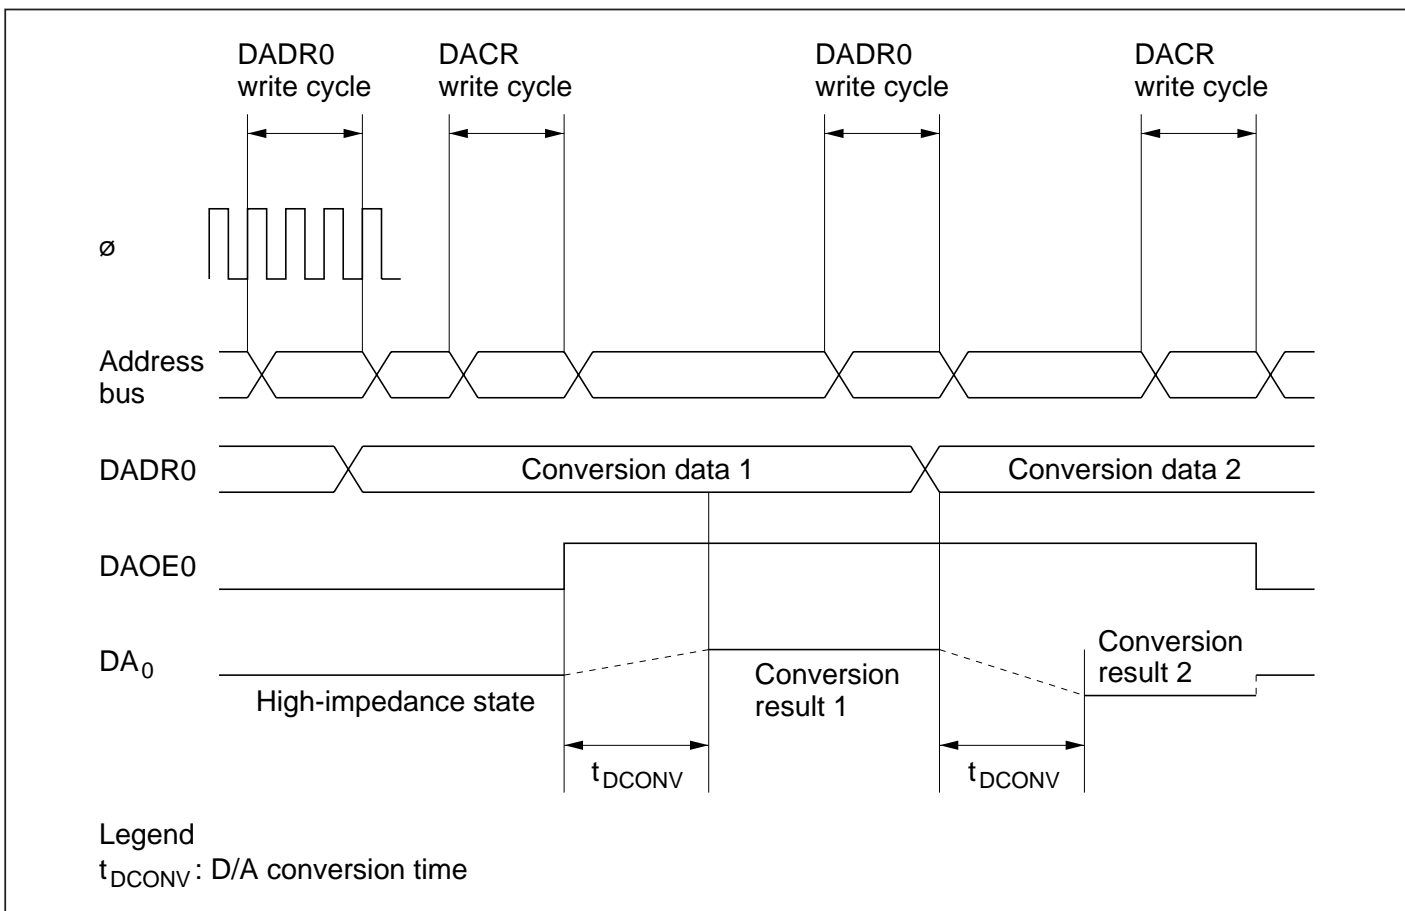 DADR0
write cycle
DACR
write cycle
DADR0
write cycle
DACR
write cycle
ø
Address
bus
DADR0
Conversion data 1
Conversion data 2
DAOE0
DA0
High-impedance state
Conversion
result 1
Conversion
result 2
tDCONV
tDCONV
Legend
tDCONV : D/A conversion time